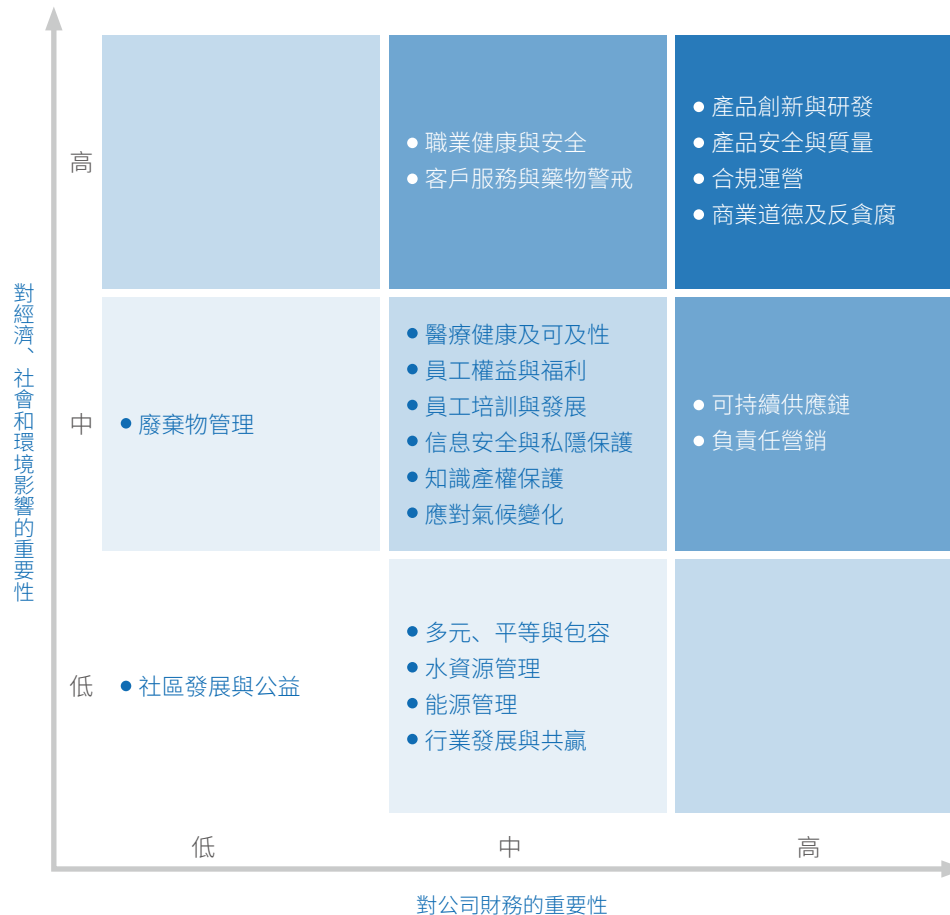 對經濟、社會和環境影響的重要性
高
職業健康與安全
客戶服務與藥物警戒
產品創新與研發
產品安全與質量
合規運營
商業道德及反貪腐
中
廢棄物管理
醫療健康及可及性
員工權益與福利
員工培訓與發展
信息安全與私隱保護
知識產權保護
應對氣候變化
可持續供應鏈
負責任營銷
低
社區發展與公益
多元、平等與包容
水資源管理
能源管理
行業發展與共贏
低
中
高
對公司財務的重要性